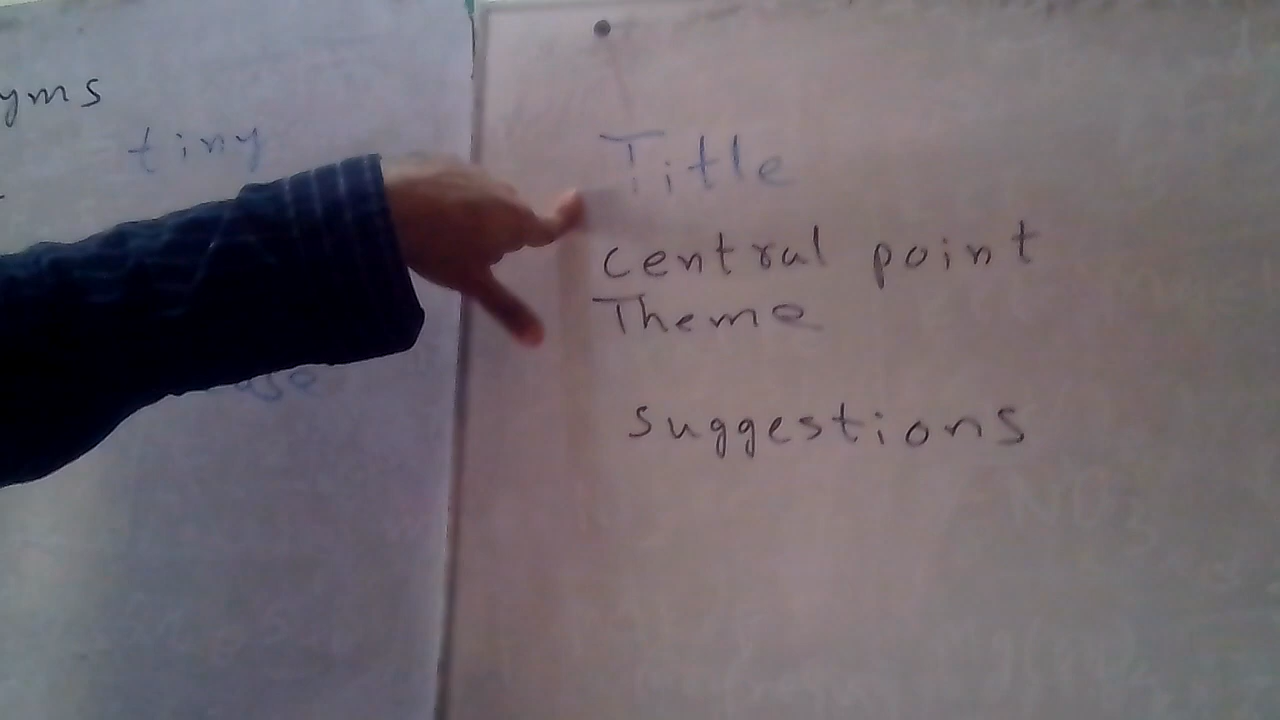 yms
tiny
Title
central point
Theme
suggestions